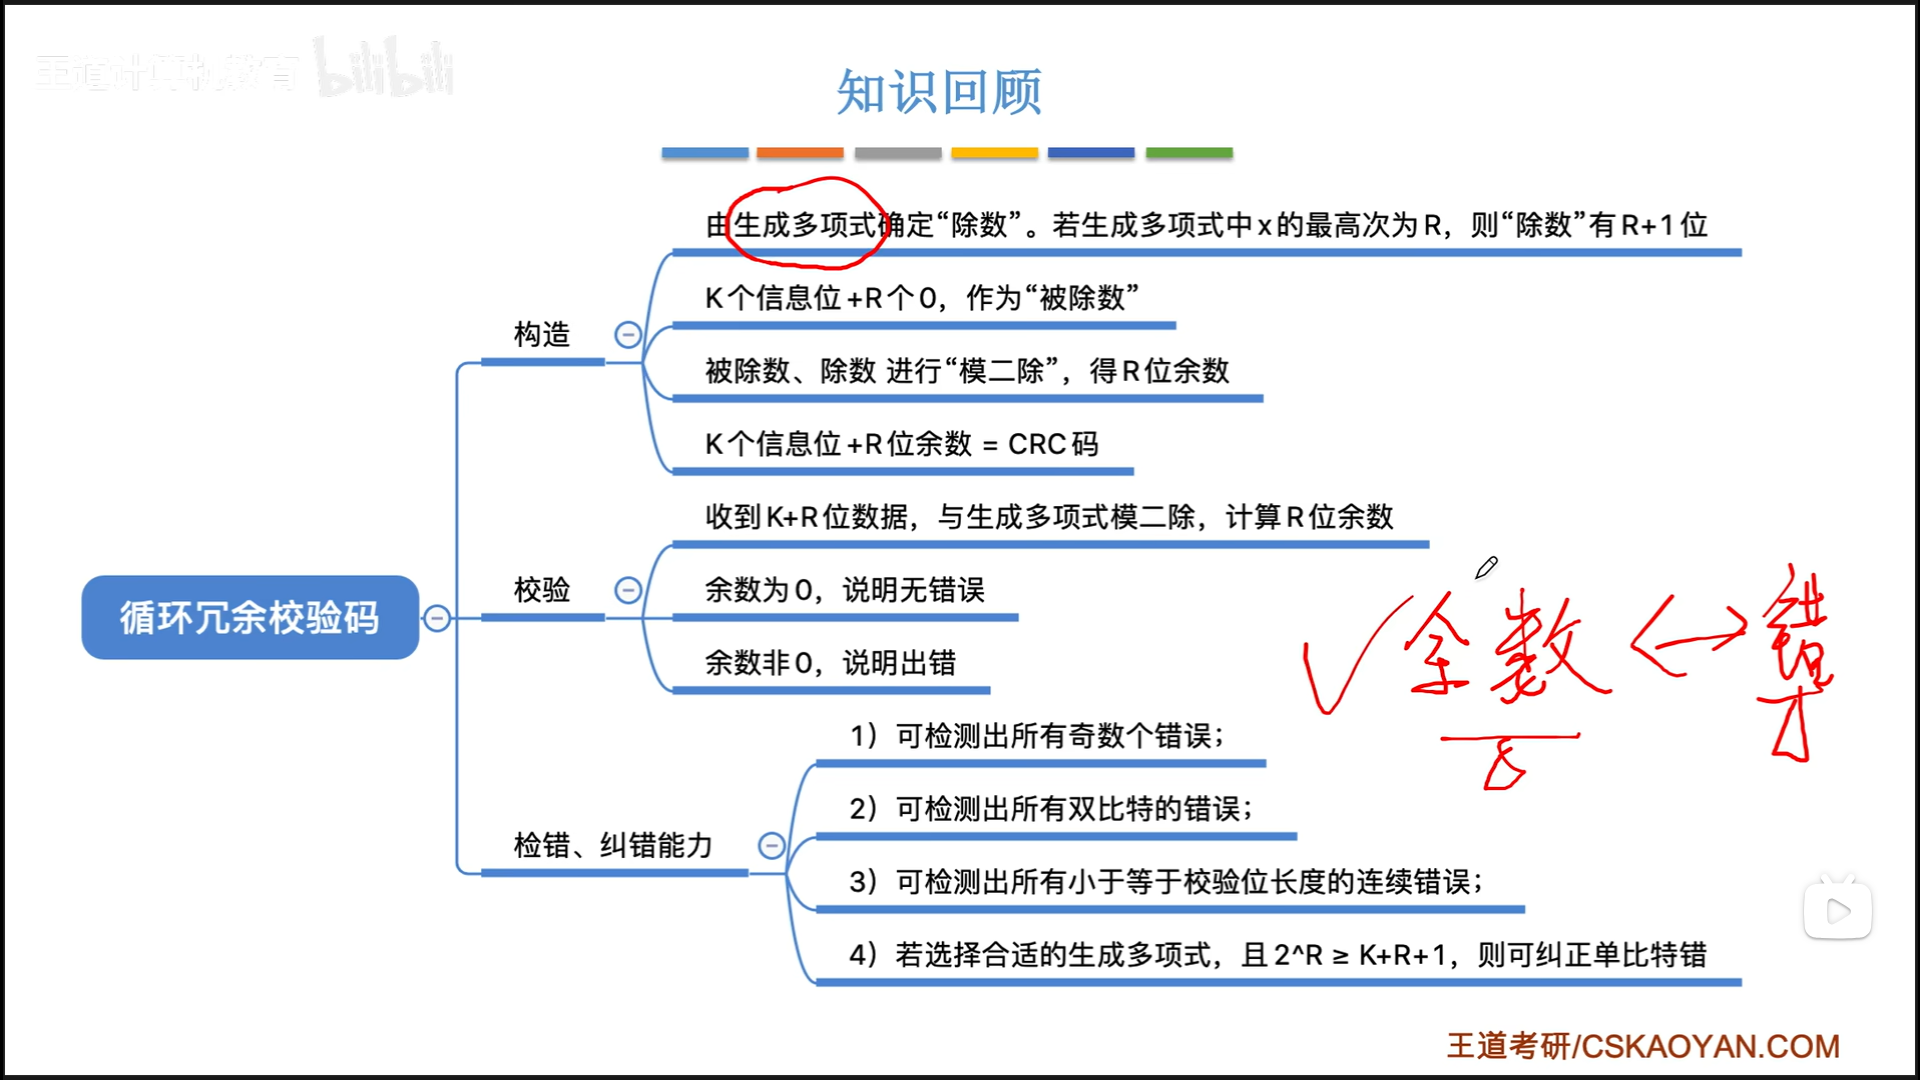 王道计算机教育 bilibili
知识回顾
由生成多项式确定“除数”。若生成多项式中x的最高次为R，则“除数”有R+1位
K个信息位+R个0，作为“被除数”
被除数、除数 进行“模二除”，得R位余数
K个信息位+R位余数 = CRC码
构造
收到K+R位数据，与生成多项式模二除，计算R位余数
余数为0，说明无错误
余数非0，说明出错
校验
循环冗余校验码
1）可检测出所有奇数个错误；
2）可检测出所有双比特的错误；
3）可检测出所有小于等于校验位长度的连续错误；
4）若选择合适的生成多项式，且2^R ≥ K+R+1，则可纠正单比特错
检错、纠错能力
余数
错
王道考研/CSKAOYAN.COM